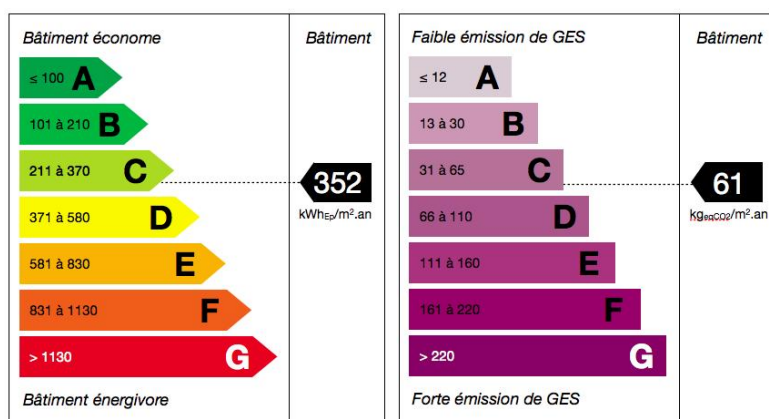 Bâtiment économe
Bâtiment
≤ 100 A
101 à 210 B
211 à 370 C
352
kWhEP/m².an
371 à 580 D
581 à 830 E
831 à 1130 F
> 1130 G
Bâtiment énergivore
Faible émission de GES
Bâtiment
≤ 12 A
13 à 30 B
31 à 65 C
61
kgeqCO2/m².an
66 à 110 D
111 à 160 E
161 à 220 F
> 220 G
Forte émission de GES